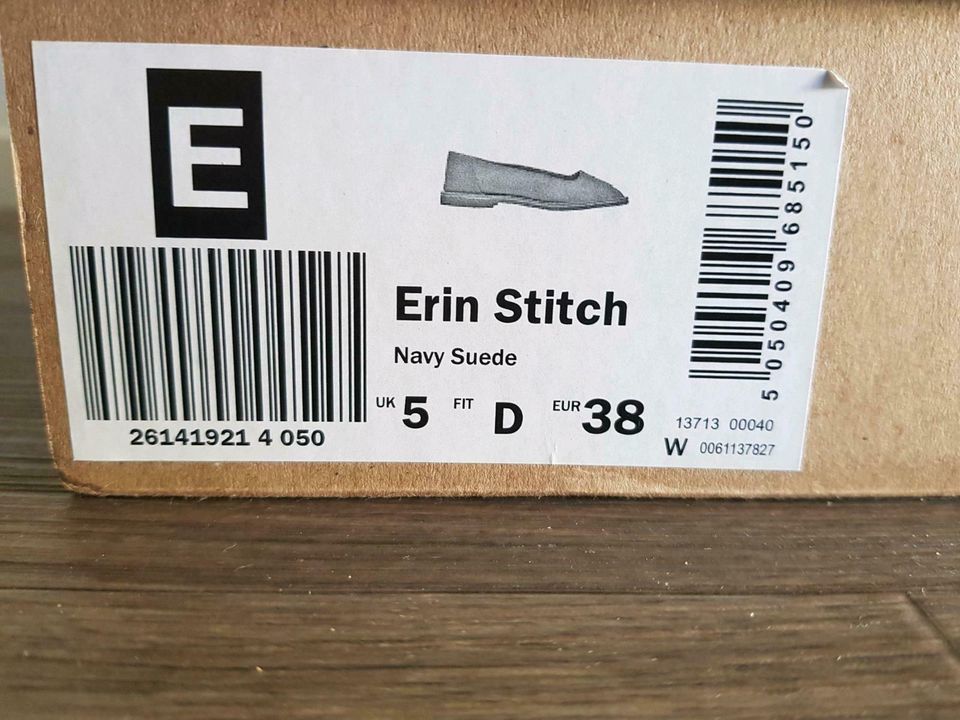 E
26141921 4 050
Erin Stitch
Navy Suede
UK 5 FIT D EUR 38
5 050409 685150
13713 00040
W 0061137827